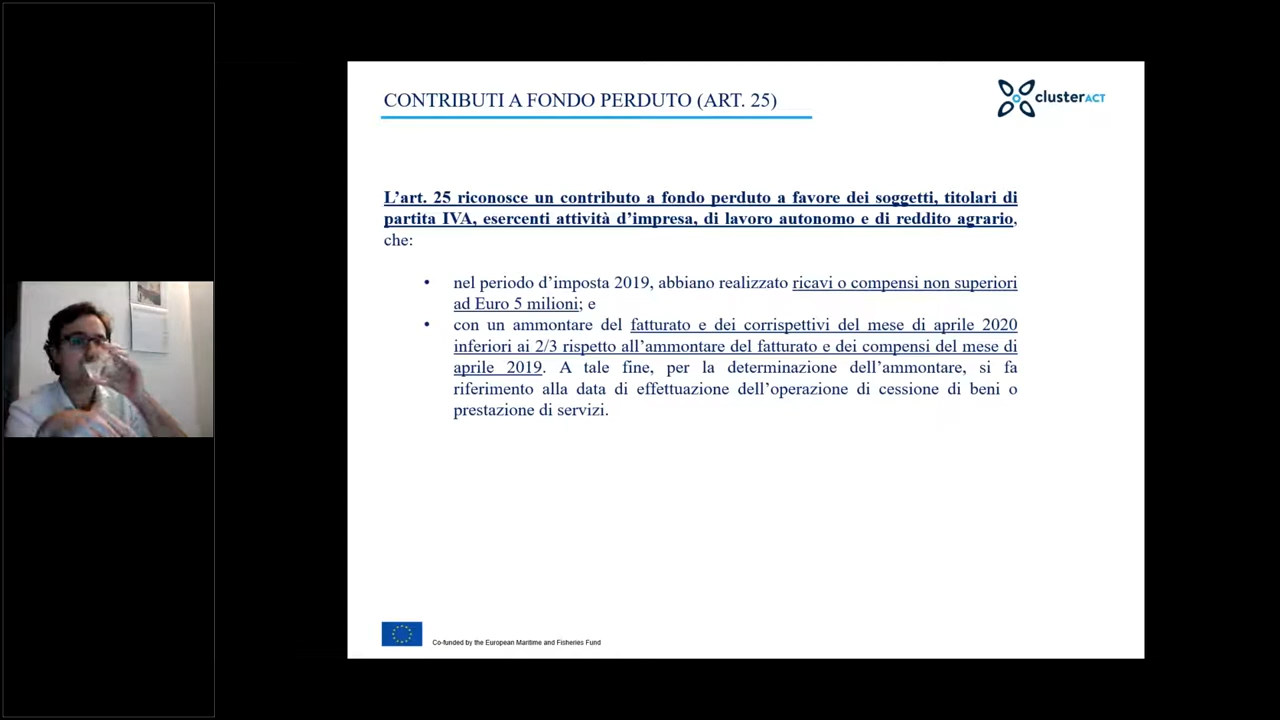 CONTRIBUTI A FONDO PERDUTO (ART. 25)
clusterACT
L’art. 25 riconosce un contributo a fondo perduto a favore dei soggetti, titolari di
partita IVA, esercenti attività d’impresa, di lavoro autonomo e di reddito agrario,
che:
• nel periodo d’imposta 2019, abbiano realizzato ricavi o compensi non superiori
ad Euro 5 milioni; e
• con un ammontare del fatturato e dei corrispettivi del mese di aprile 2020
inferiori ai 2/3 rispetto all’ammontare del fatturato e dei compensi del mese di
aprile 2019. A tale fine, per la determinazione dell’ammontare, si fa
riferimento alla data di effettuazione dell’operazione di cessione di beni o
prestazione di servizi.
Co-funded by the European Maritime and Fisheries Fund